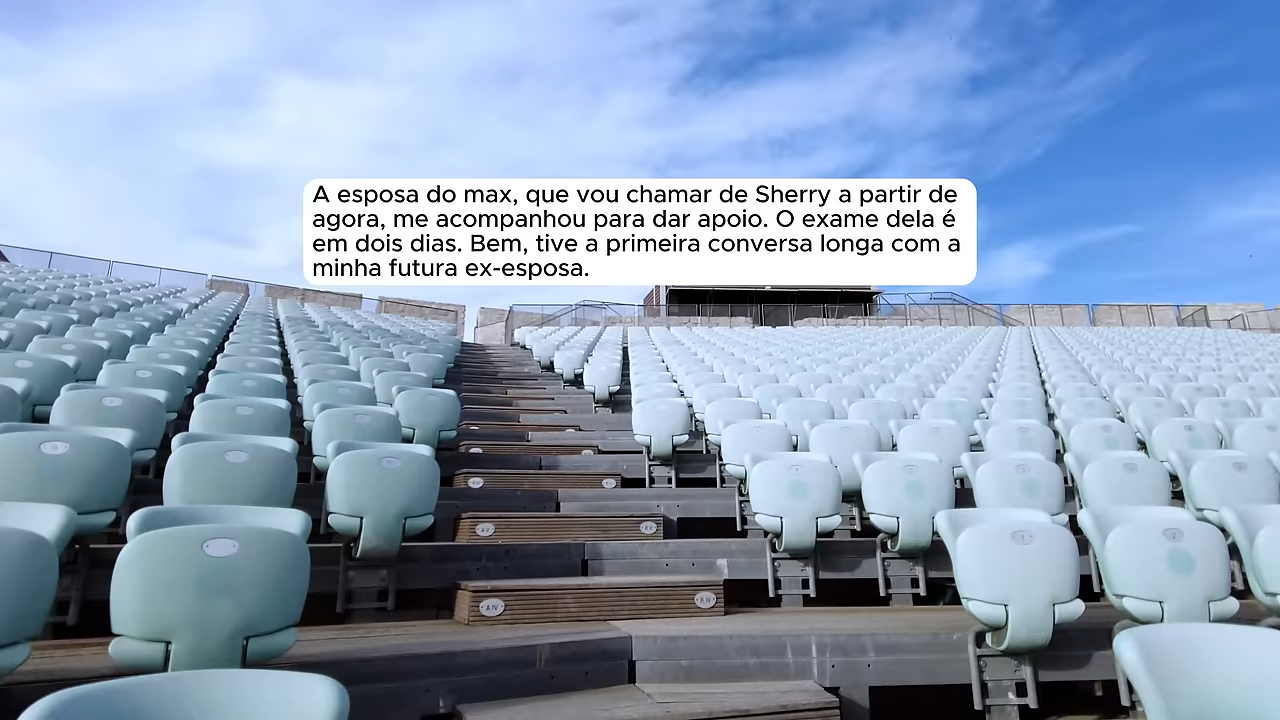 A esposa do max, que vou chamar de Sherry a partir de
agora, me acompanhou para dar apoio. O exame dela é
em dois dias. Bem, tive a primeira conversa longa com a
minha futura ex-esposa.